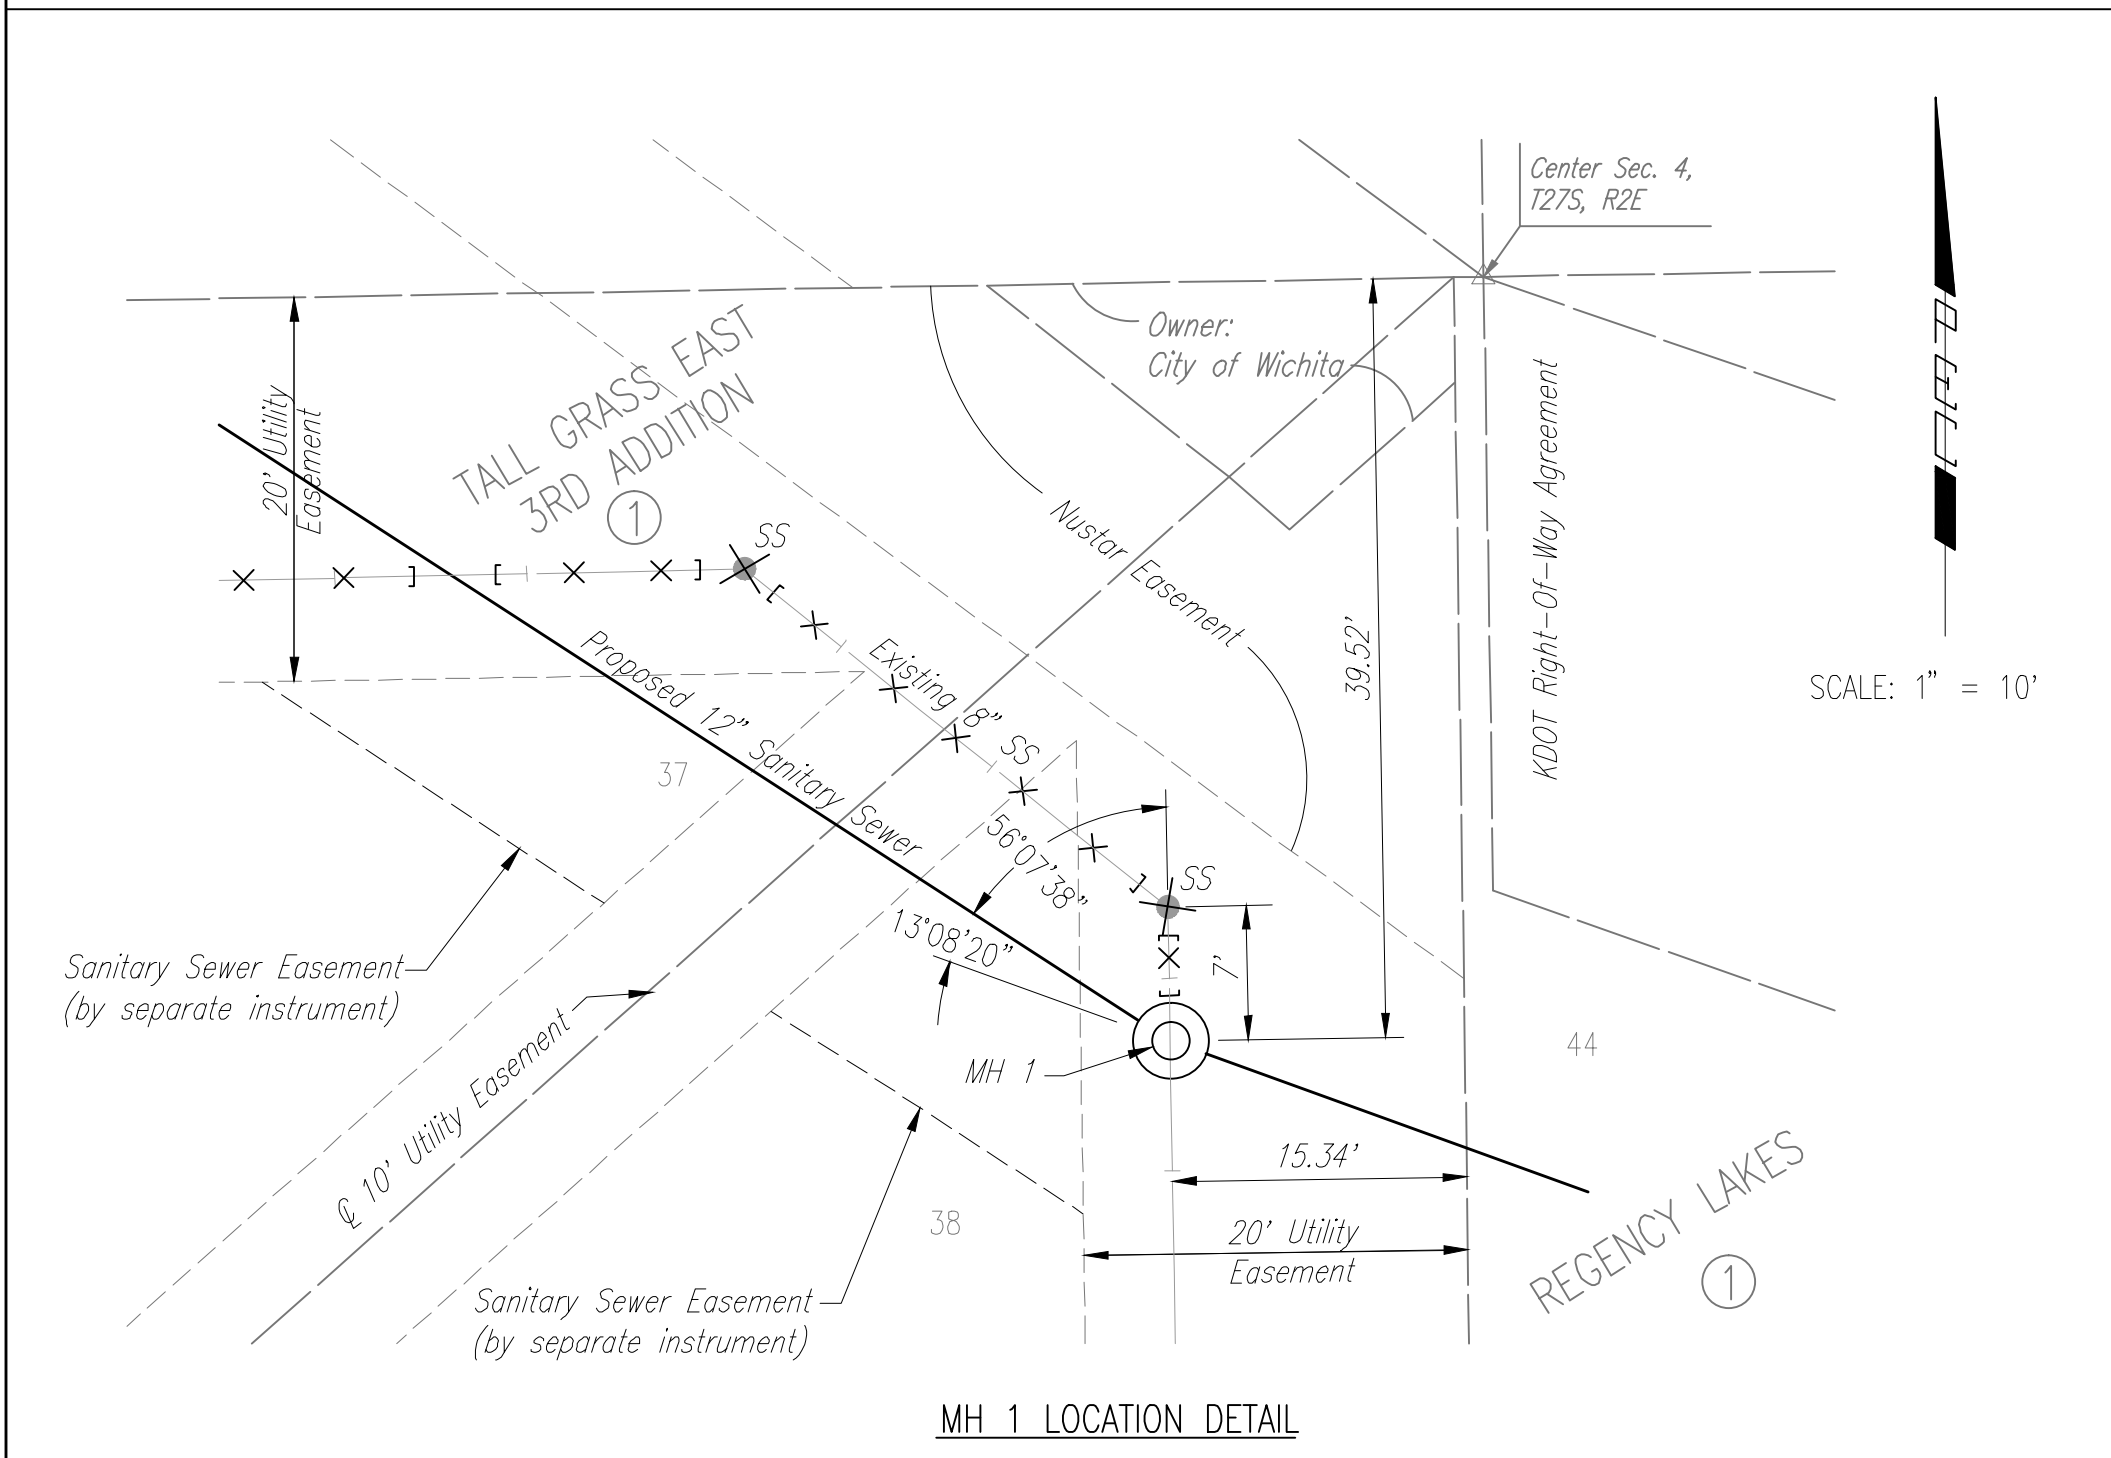 Center Sec. 4,
T27S, R2E
Owner:
City of Wichita
TALL GRASS EAST
3RD ADDITION
1
20' Utility
Easement
SS
Nustar Easement
KDOT Right-Of-Way Agreement
39.52'
PEC
SCALE: 1" = 10'
Proposed 12" Sanitary Sewer
Existing 8" SS
37
56°07'38"
13°08'20"
SS
7'
Sanitary Sewer Easement
(by separate instrument)
MH 1
44
℄ 10' Utility Easement
15.34'
20' Utility
Easement
38
REGENCY LAKES
1
Sanitary Sewer Easement
(by separate instrument)
MH 1 LOCATION DETAIL